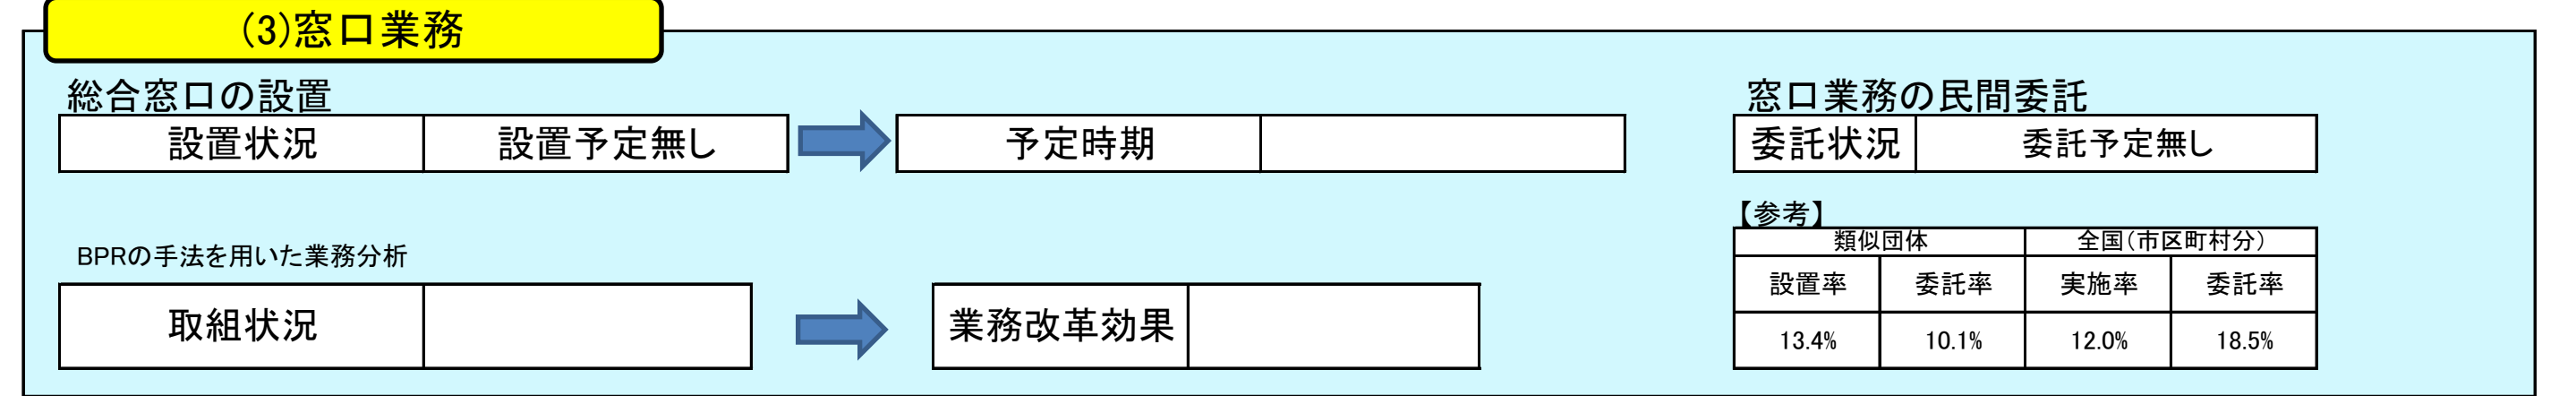 (3)窓口業務
総合窓口の設置
設置状況 設置予定無し 予定時期
窓口業務の民間委託
委託状況 委託予定無し
BPRの手法を用いた業務分析
取組状況 業務改革効果
【参考】
類似団体 全国(市区町村分)
設置率 委託率 実施率 委託率
13.4% 10.1% 12.0% 18.5%